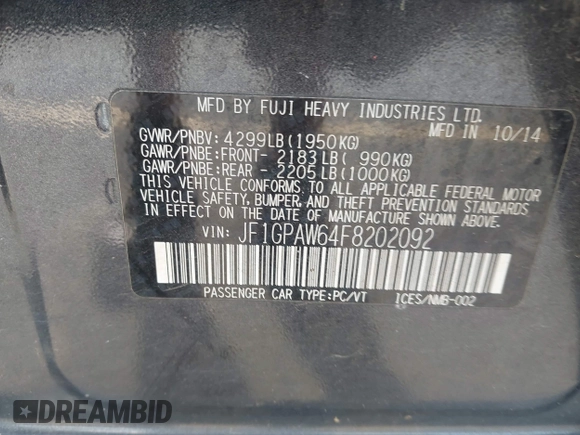 MFD BY FUJI HEAVY INDUSTRIES LTD.
MFD IN 10/14
GVWR/PNBV: 4299LB(1950KG)
GAWR/PNBE:FRONT- 2183LB( 990KG)
GAWR/PNBE:REAR - 2205LB(1000KG)
THIS VEHICLE CONFORMS TO ALL APPLICABLE FEDERAL MOTOR
VEHICLE SAFETY, BUMPER, AND THEFT PREVENTION STANDARDS
IN EFFECT ON THE DATE OF MANUFACTURE SHOWN ABOVE.
VIN: JF1GPAW64F8202092
PASSENGER CAR TYPE:PC/VT ICES/NMB-002
DREAMBID